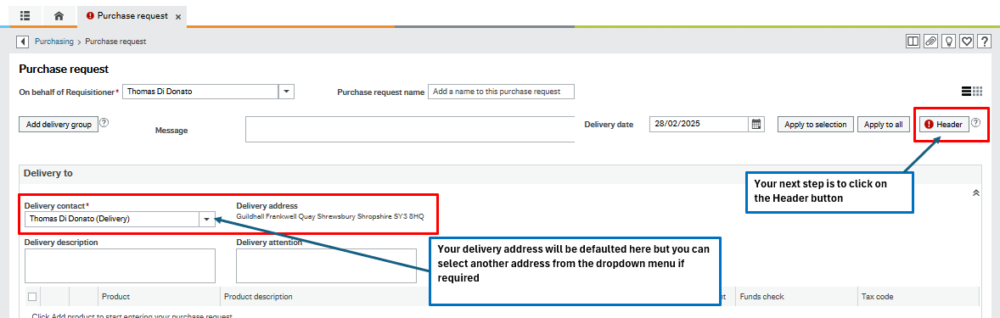 Purchase request
Purchasing > Purchase request
Purchase request
On behalf of Requisitioner* Thomas Di Donato Purchase request name Add a name to this purchase request
Add delivery group Message Delivery date 28/02/2025 Apply to selection Apply to all Header
Delivery to
Your next step is to click on
the Header button
Delivery contact* Delivery address
Thomas Di Donato (Delivery) Guildhall Frankwell Quay Shrewsbury Shropshire SY3 8HQ
Delivery description Delivery attention
Your delivery address will be defaulted here but you can
select another address from the dropdown menu if
required
Product Product description Funds check Tax code
Click Add product to start entering your purchase request